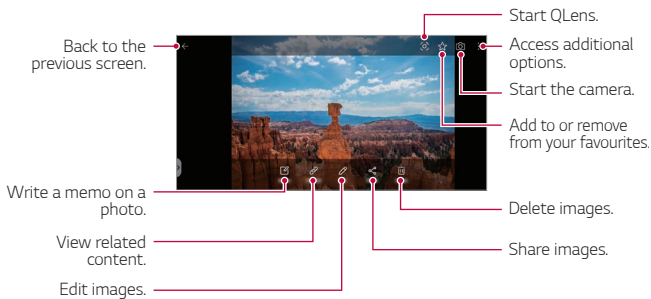 Start QLens.
Back to the
previous screen.
Access additional
options.
Start the camera.
Add to or remove
from your favourites.
Write a memo on a
photo.
Delete images.
View related
content.
Share images.
Edit images.